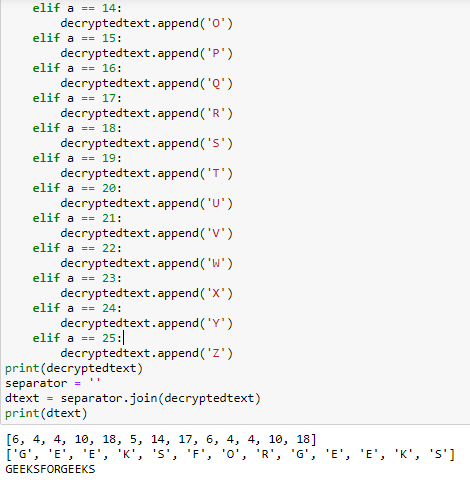 elif a == 14:
        decryptedtext.append('O')
    elif a == 15:
        decryptedtext.append('P')
    elif a == 16:
        decryptedtext.append('Q')
    elif a == 17:
        decryptedtext.append('R')
    elif a == 18:
        decryptedtext.append('S')
    elif a == 19:
        decryptedtext.append('T')
    elif a == 20:
        decryptedtext.append('U')
    elif a == 21:
        decryptedtext.append('V')
    elif a == 22:
        decryptedtext.append('W')
    elif a == 23:
        decryptedtext.append('X')
    elif a == 24:
        decryptedtext.append('Y')
    elif a == 25:
        decryptedtext.append('Z')
print(decryptedtext)
separator = ''
dtext = separator.join(decryptedtext)
print(dtext)
[6, 4, 4, 10, 18, 5, 14, 17, 6, 4, 4, 10, 18]
['G', 'E', 'E', 'K', 'S', 'F', 'O', 'R', 'G', 'E', 'E', 'K', 'S']
GEEKSFORGEEKS